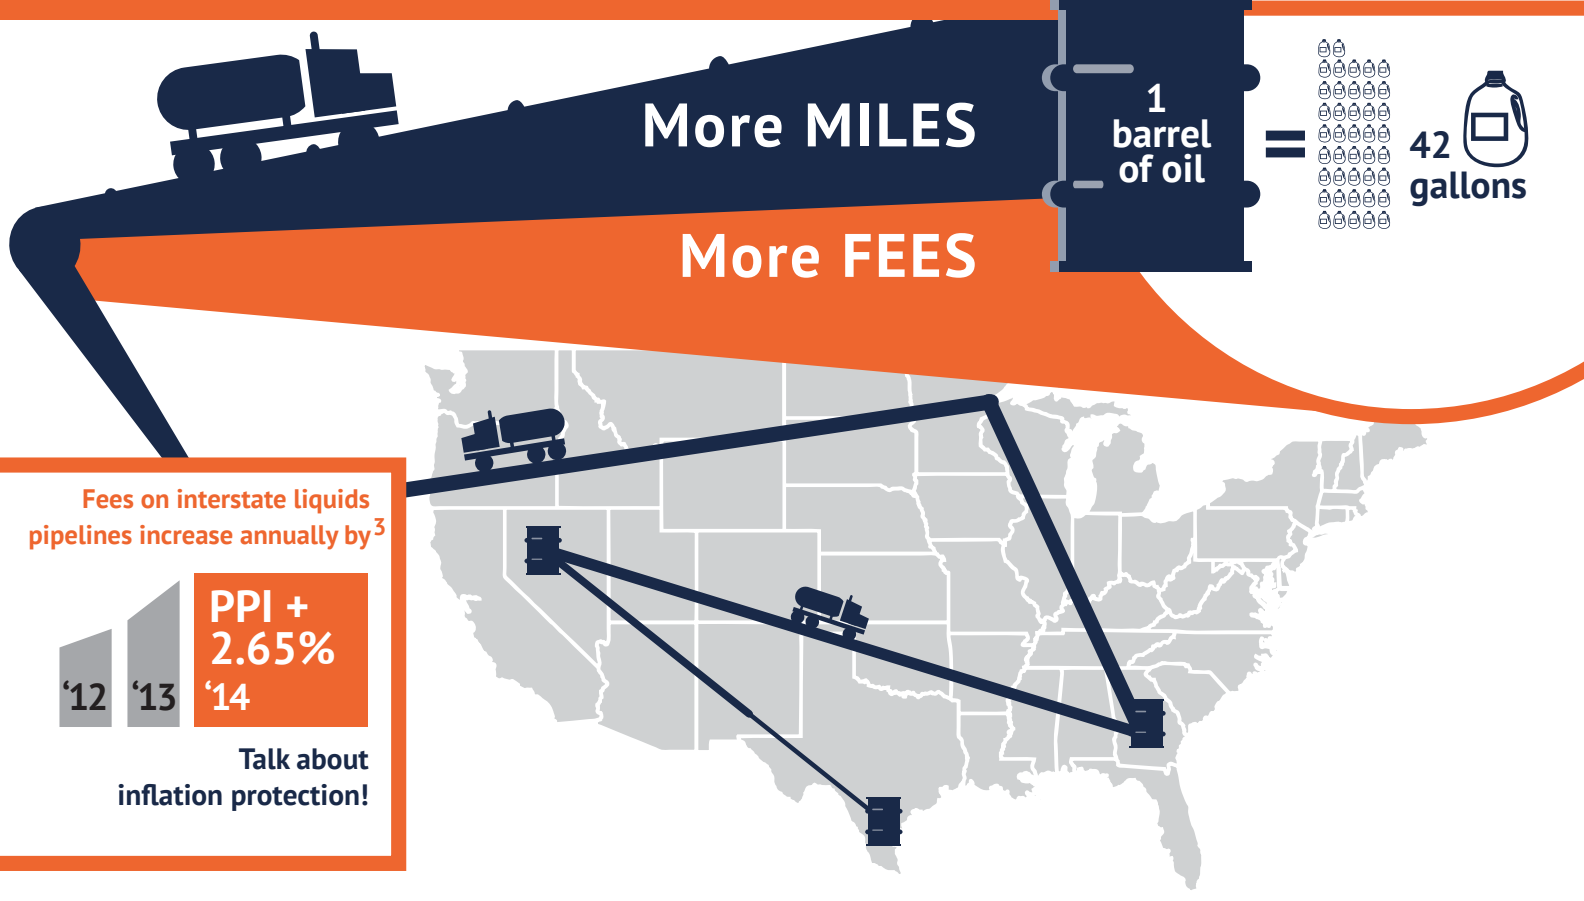 More MILES
More FEES
1
barrel
of oil
=
42
gallons
Fees on interstate liquids
pipelines increase annually by³
PPI +
2.65%
‘12
‘13
‘14
Talk about
inflation protection!